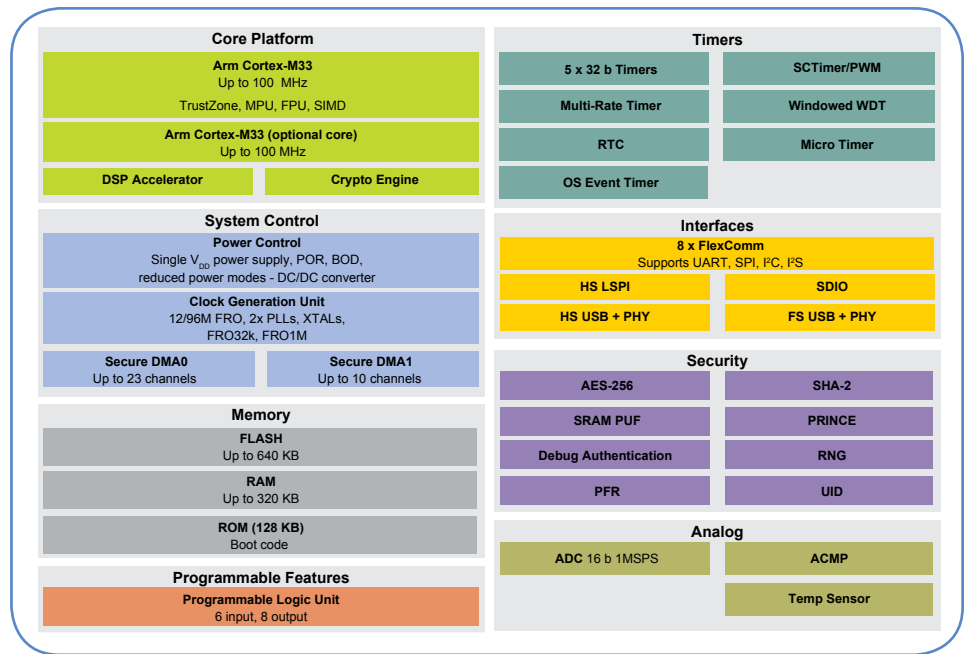 Core Platform
Arm Cortex-M33
Up to 100 MHz
TrustZone, MPU, FPU, SIMD
Arm Cortex-M33 (optional core)
Up to 100 MHz
DSP Accelerator
Crypto Engine
System Control
Power Control
Single VDD power supply, POR, BOD,
reduced power modes - DC/DC converter
Clock Generation Unit
12/96M FRO, 2x PLLs, XTALs,
FRO32k, FRO1M
Secure DMA0
Up to 23 channels
Secure DMA1
Up to 10 channels
Memory
FLASH
Up to 640 KB
RAM
Up to 320 KB
ROM (128 KB)
Boot code
Programmable Features
Programmable Logic Unit
6 input, 8 output
Timers
5 x 32 b Timers
SCTimer/PWM
Multi-Rate Timer
Windowed WDT
RTC
Micro Timer
OS Event Timer
Interfaces
8 x FlexComm
Supports UART, SPI, I²C, I²S
HS LSPI
SDIO
HS USB + PHY
FS USB + PHY
Security
AES-256
SHA-2
SRAM PUF
PRINCE
Debug Authentication
RNG
PFR
UID
Analog
ADC 16 b 1MSPS
ACMP
Temp Sensor